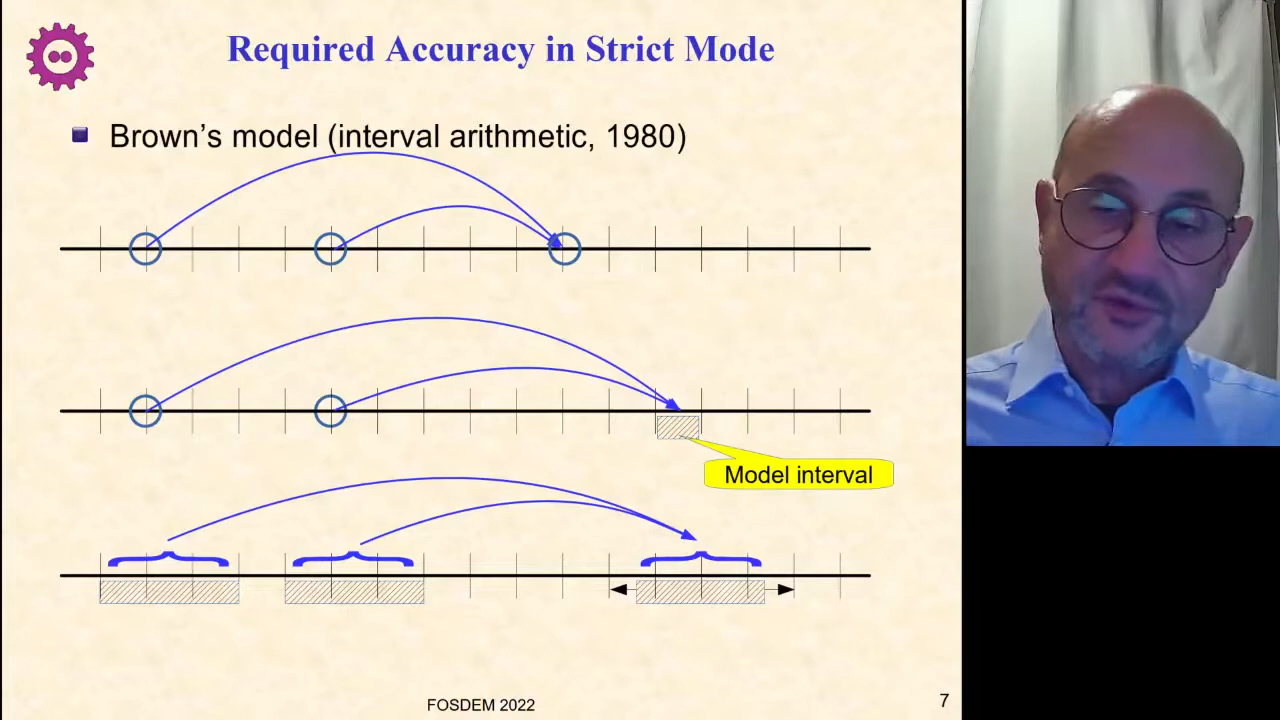 Required Accuracy in Strict Mode
Brown’s model (interval arithmetic, 1980)
Model interval
FOSDEM 2022
7